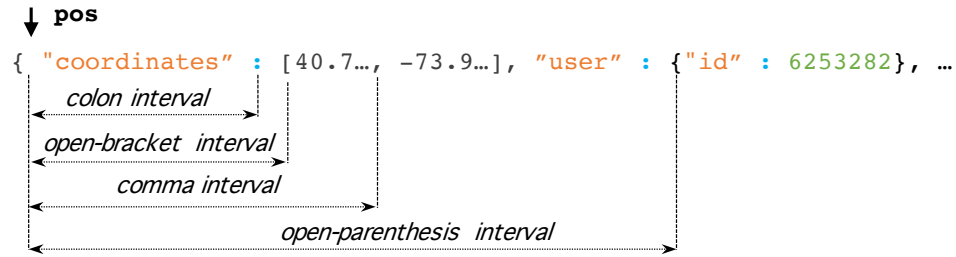 pos
{ "coordinates” : [40.7…, -73.9…], ”user” : {"id” : 6253282}, …
colon interval
open-bracket interval
comma interval
open-parenthesis interval